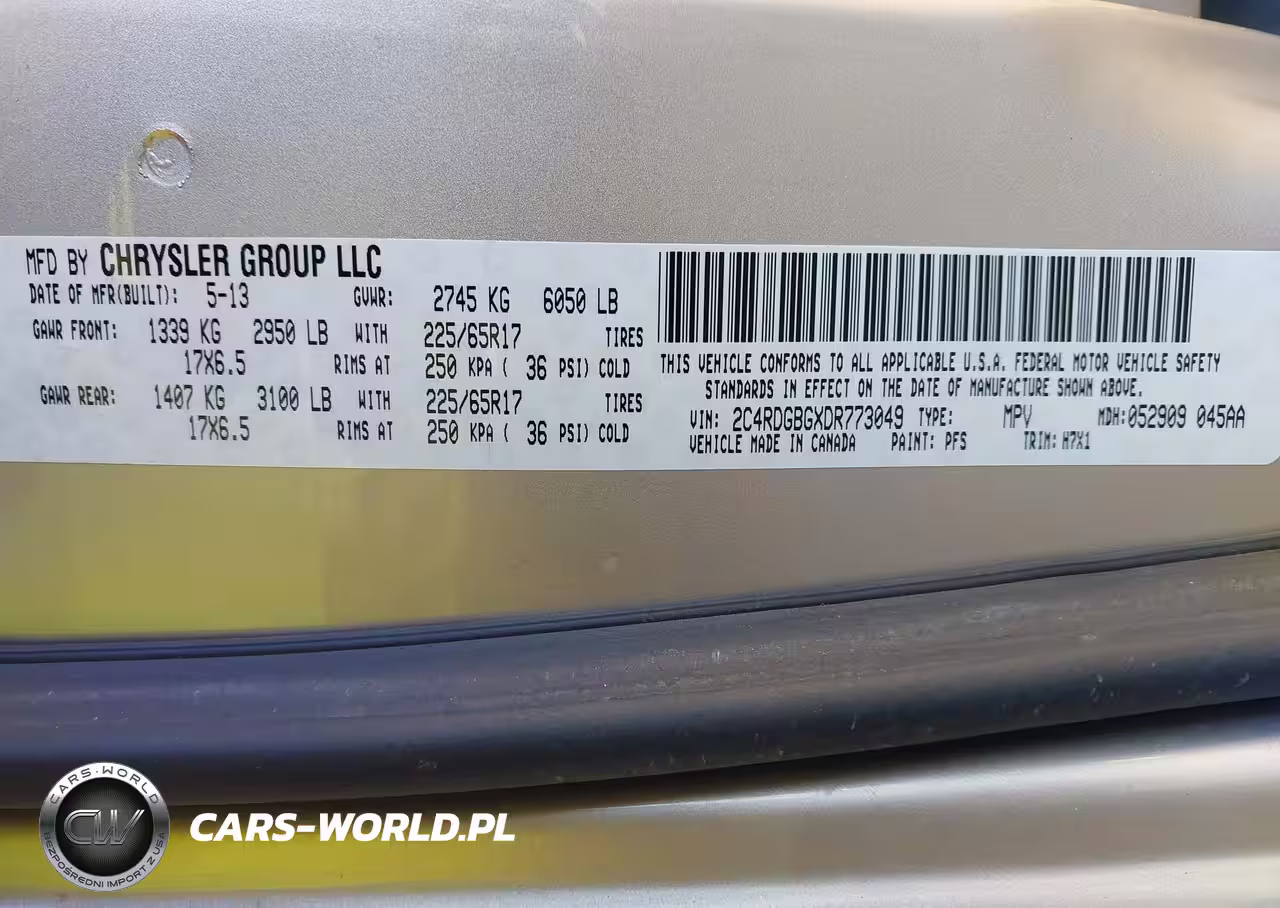 MFD BY CHRYSLER GROUP LLC
DATE OF MFR(BUILT): 5-13 GVWR: 2745 KG 6050 LB
GAWR FRONT: 1339 KG 2950 LB WITH 225/65R17 TIRES
17X6.5 RIMS AT 250 KPA ( 36 PSI) COLD
GAWR REAR: 1407 KG 3100 LB WITH 225/65R17 TIRES
17X6.5 RIMS AT 250 KPA ( 36 PSI) COLD
THIS VEHICLE CONFORMS TO ALL APPLICABLE U.S.A. FEDERAL MOTOR VEHICLE SAFETY
STANDARDS IN EFFECT ON THE DATE OF MANUFACTURE SHOWN ABOVE.
VIN: 2C4RDGBGXDR773049 TYPE: MPV MDH:052909 045AA
VEHICLE MADE IN CANADA PAINT: PFS TRIM: H7X1
CARS-WORLD
CW
BEZPOŚREDNI IMPORT Z USA
CARS-WORLD.PL